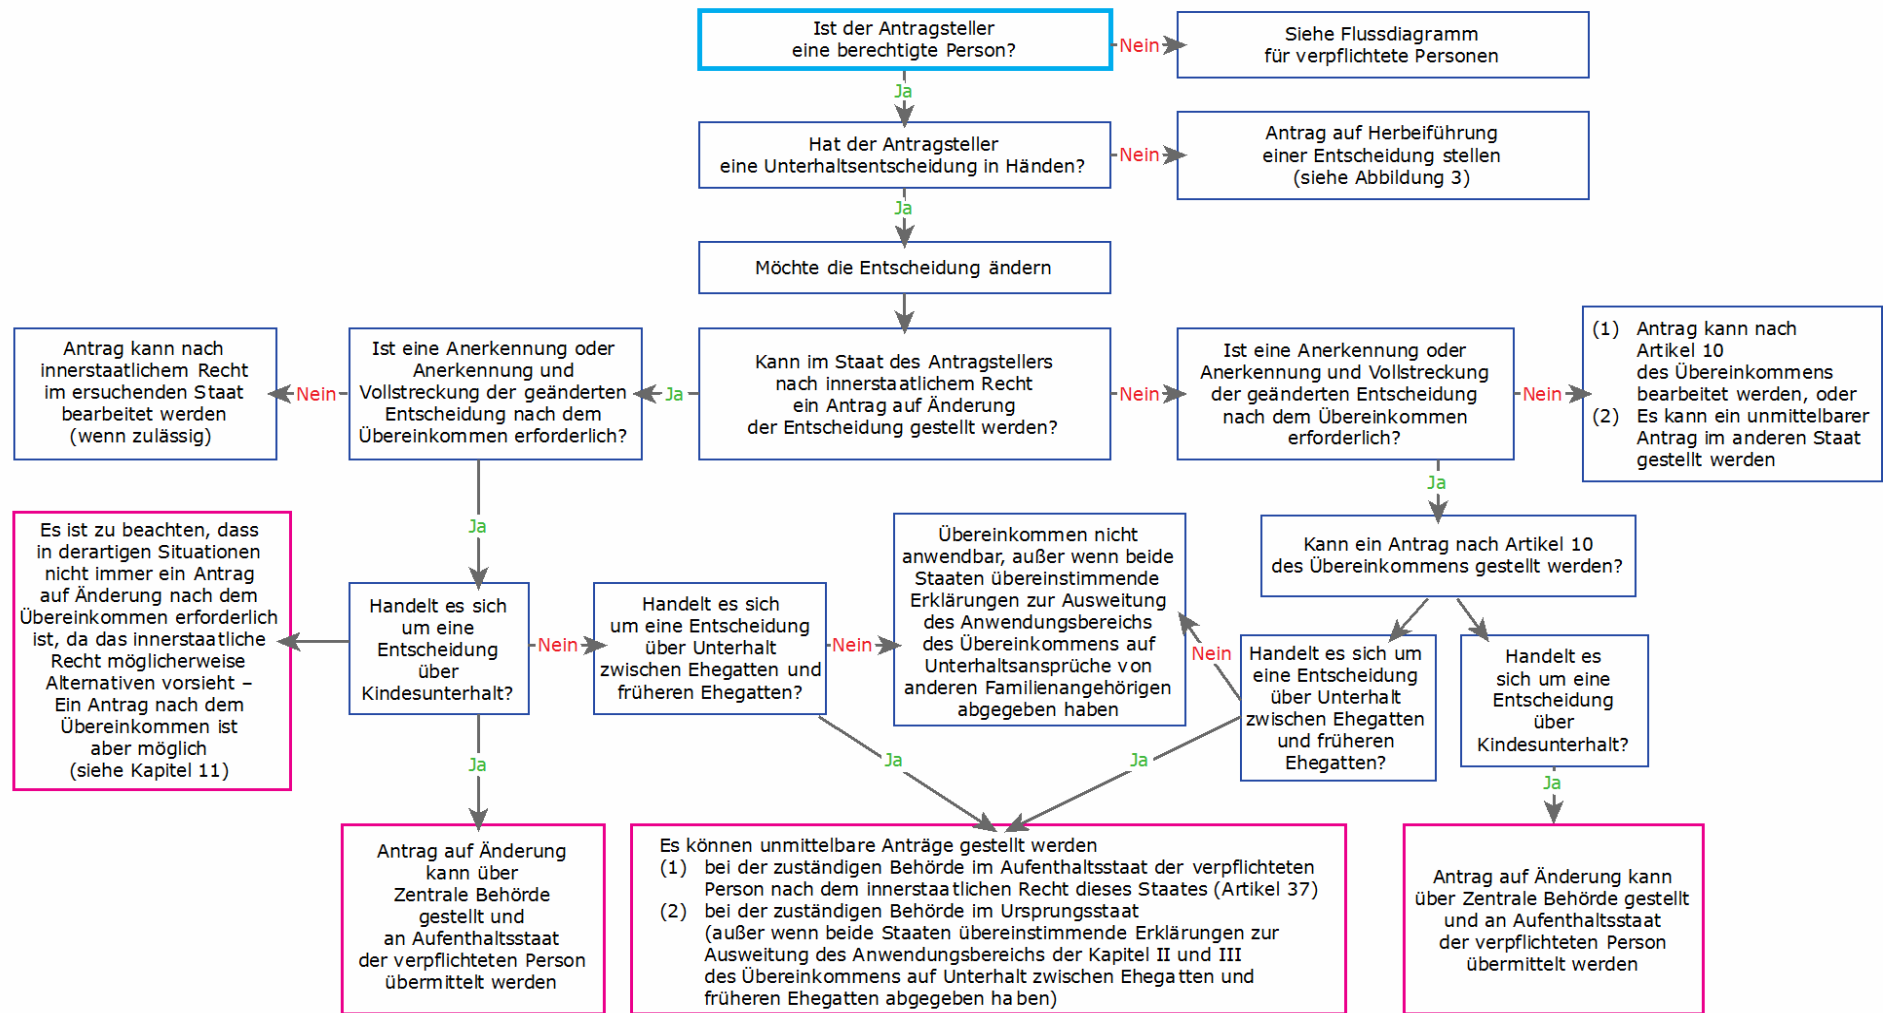 Ist der Antragsteller
eine berechtigte Person?
Nein
Siehe Flussdiagramm
für verpflichtete Personen
Ja
Hat der Antragsteller
eine Unterhaltsentscheidung in Händen?
Nein
Antrag auf Herbeiführung
einer Entscheidung stellen
(siehe Abbildung 3)
Ja
Möchte die Entscheidung ändern
Antrag kann nach
innerstaatlichem Recht
im ersuchenden Staat
bearbeitet werden
(wenn zulässig)
Nein
Ist eine Anerkennung oder
Anerkennung und
Vollstreckung der geänderten
Entscheidung nach dem
Übereinkommen erforderlich?
Ja
Kann im Staat des Antragstellers
nach innerstaatlichem Recht
ein Antrag auf Änderung
der Entscheidung gestellt werden?
Nein
Ist eine Anerkennung oder
Anerkennung und Vollstreckung
der geänderten Entscheidung
nach dem Übereinkommen
erforderlich?
Nein
(1) Antrag kann nach
Artikel 10
des Übereinkommens
bearbeitet werden, oder
(2) Es kann ein unmittelbarer
Antrag im anderen Staat
gestellt werden
Ja
Ja
Es ist zu beachten, dass
in derartigen Situationen
nicht immer ein Antrag
auf Änderung nach dem
Übereinkommen erforderlich
ist, da das innerstaatliche
Recht möglicherweise
Alternativen vorsieht –
Ein Antrag nach dem
Übereinkommen ist
aber möglich
(siehe Kapitel 11)
Handelt es sich
um eine
Entscheidung
über
Kindesunterhalt?
Nein
Handelt es sich
um eine Entscheidung
über Unterhalt
zwischen Ehegatten und
früheren Ehegatten?
Nein
Übereinkommen nicht
anwendbar, außer wenn beide
Staaten übereinstimmende
Erklärungen zur Ausweitung
des Anwendungsbereichs
des Übereinkommens auf
Unterhaltsansprüche von
anderen Familienangehörigen
abgegeben haben
Kann ein Antrag nach Artikel 10
des Übereinkommens gestellt werden?
Nein
Handelt es sich um
eine Entscheidung
über Unterhalt
zwischen Ehegatten
und früheren
Ehegatten?
Handelt es
sich um eine
Entscheidung
über
Kindesunterhalt?
Ja
Ja
Ja
Ja
Antrag auf Änderung
kann über
Zentrale Behörde
gestellt und
an Aufenthaltsstaat
der verpflichteten Person
übermittelt werden
Es können unmittelbare Anträge gestellt werden
(1) bei der zuständigen Behörde im Aufenthaltsstaat der verpflichteten
Person nach dem innerstaatlichen Recht dieses Staates (Artikel 37)
(2) bei der zuständigen Behörde im Ursprungsstaat
(außer wenn beide Staaten übereinstimmende Erklärungen zur
Ausweitung des Anwendungsbereichs der Kapitel II und III
des Übereinkommens auf Unterhalt zwischen Ehegatten und
früheren Ehegatten abgegeben haben)
Antrag auf Änderung kann
über Zentrale Behörde gestellt
und an Aufenthaltsstaat
der verpflichteten Person
übermittelt werden